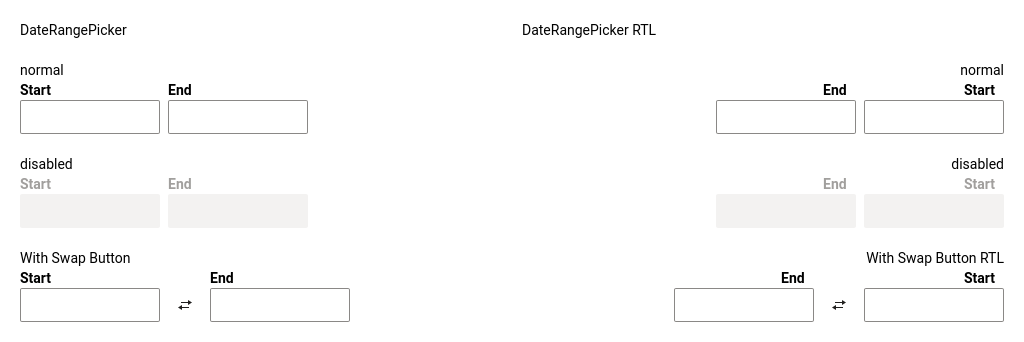 DateRangePicker
normal
Start End
disabled
Start End
With Swap Button
Start End
DateRangePicker RTL
normal
End Start
disabled
End Start
With Swap Button RTL
End Start